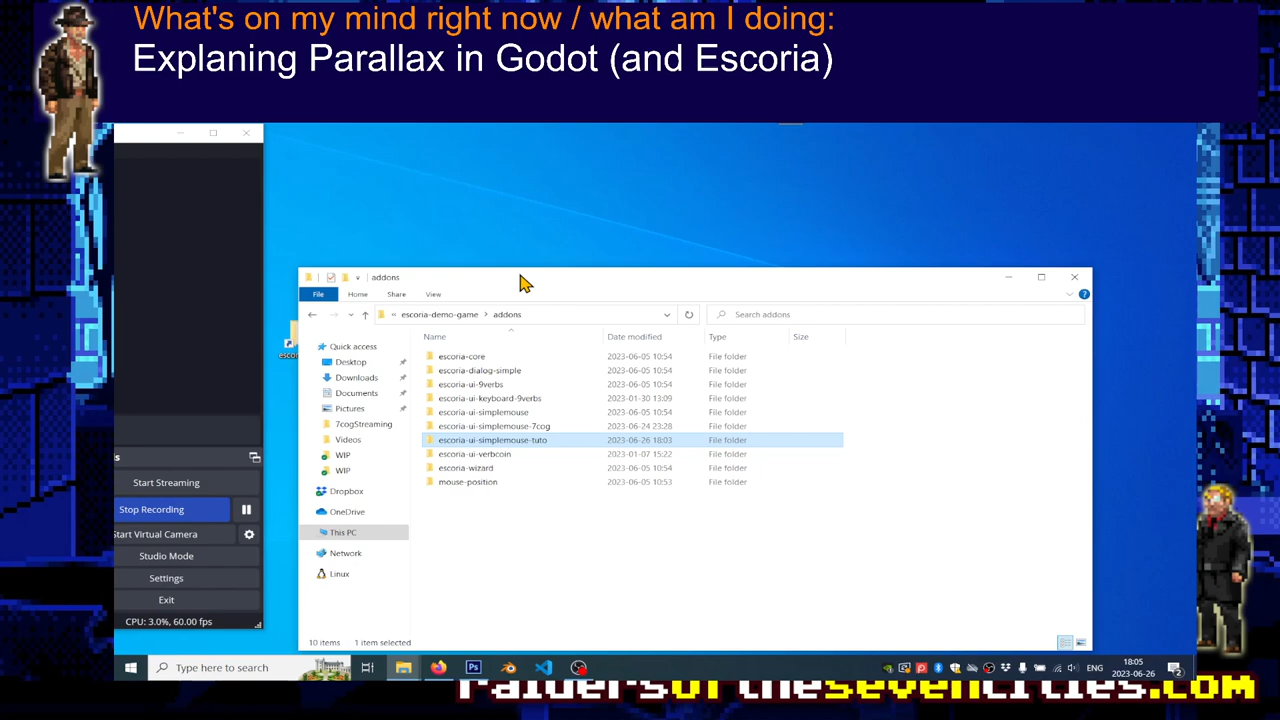 What's on my mind right now / what am I doing:
Explaning Parallax in Godot (and Escoria)
addons
File Home Share View
« escoria-demo-game > addons
Search addons
Name Date modified Type Size
Quick access
Desktop
Downloads
Documents
Pictures
7cogStreaming
Videos
WIP
WIP
Dropbox
OneDrive
This PC
Network
Linux
escoria-core 2023-06-05 10:54 File folder
escoria-dialog-simple 2023-06-05 10:54 File folder
escoria-ui-9verbs 2023-06-05 10:54 File folder
escoria-ui-keyboard-9verbs 2023-01-30 13:09 File folder
escoria-ui-simplemouse 2023-06-05 10:54 File folder
escoria-ui-simplemouse-7cog 2023-06-24 23:28 File folder
escoria-ui-simplemouse-tuto 2023-06-26 18:03 File folder
escoria-ui-verbcoin 2023-01-07 15:22 File folder
escoria-wizard 2023-06-05 10:54 File folder
mouse-position 2023-06-05 10:53 File folder
10 items 1 item selected
Start Streaming
Stop Recording
Start Virtual Camera
Studio Mode
Settings
Exit
CPU: 3.0%, 60.00 fps
Type here to search
ENG
18:05
2023-06-26
2
raidersofthesevencities.com